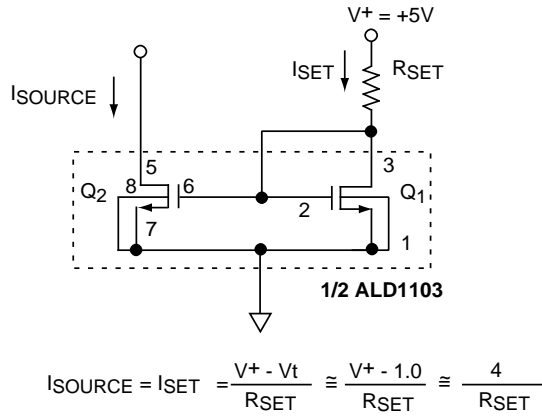 V+ = +5V
ISET
RSET
ISOURCE
5
3
Q2
8
6
2
Q1
7
1
1/2 ALD1103
ISOURCE = ISET = V+ - Vt / RSET ≅ V+ - 1.0 / RSET ≅ 4 / RSET